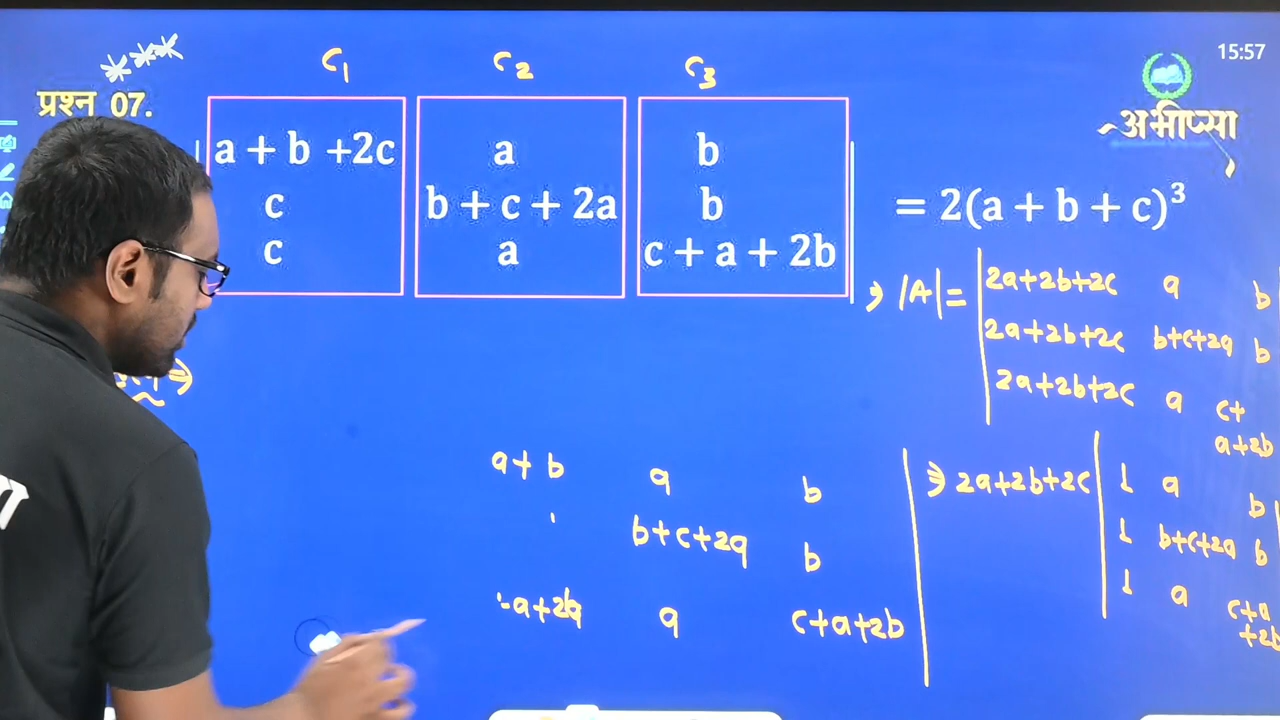 15:57
C1 C2 C3
प्रश्न 07.
a + b +2c a b
c b + c + 2a b
c a c + a + 2b
= 2(a + b + c)³
अभीप्सा
⇒ |A| = 2a+2b+2c a b
2a+2b+2c b+c+2a b
2a+2b+2c a c+
a+2b
a+b a b
b+c+2a b
-a+2b a c+a+2b
⇒ 2a+2b+2c 1 a b
1 b+c+2a b
1 a c+a
+2b